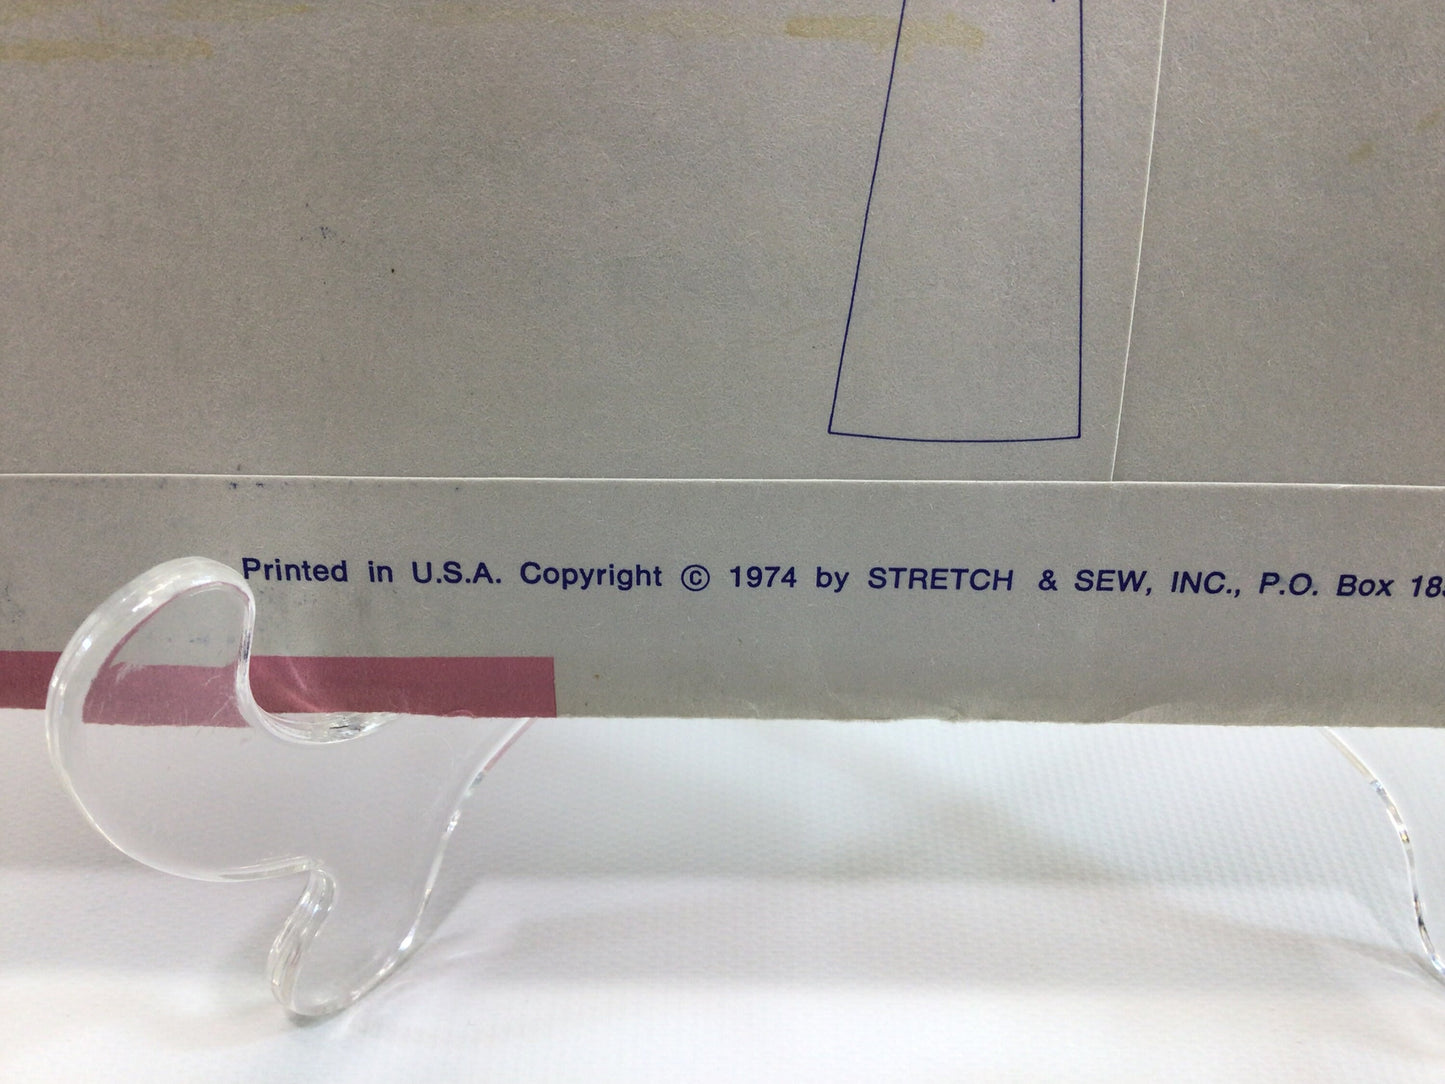 Printed in U.S.A. Copyright © 1974 by STRETCH & SEW, INC., P.O. Box